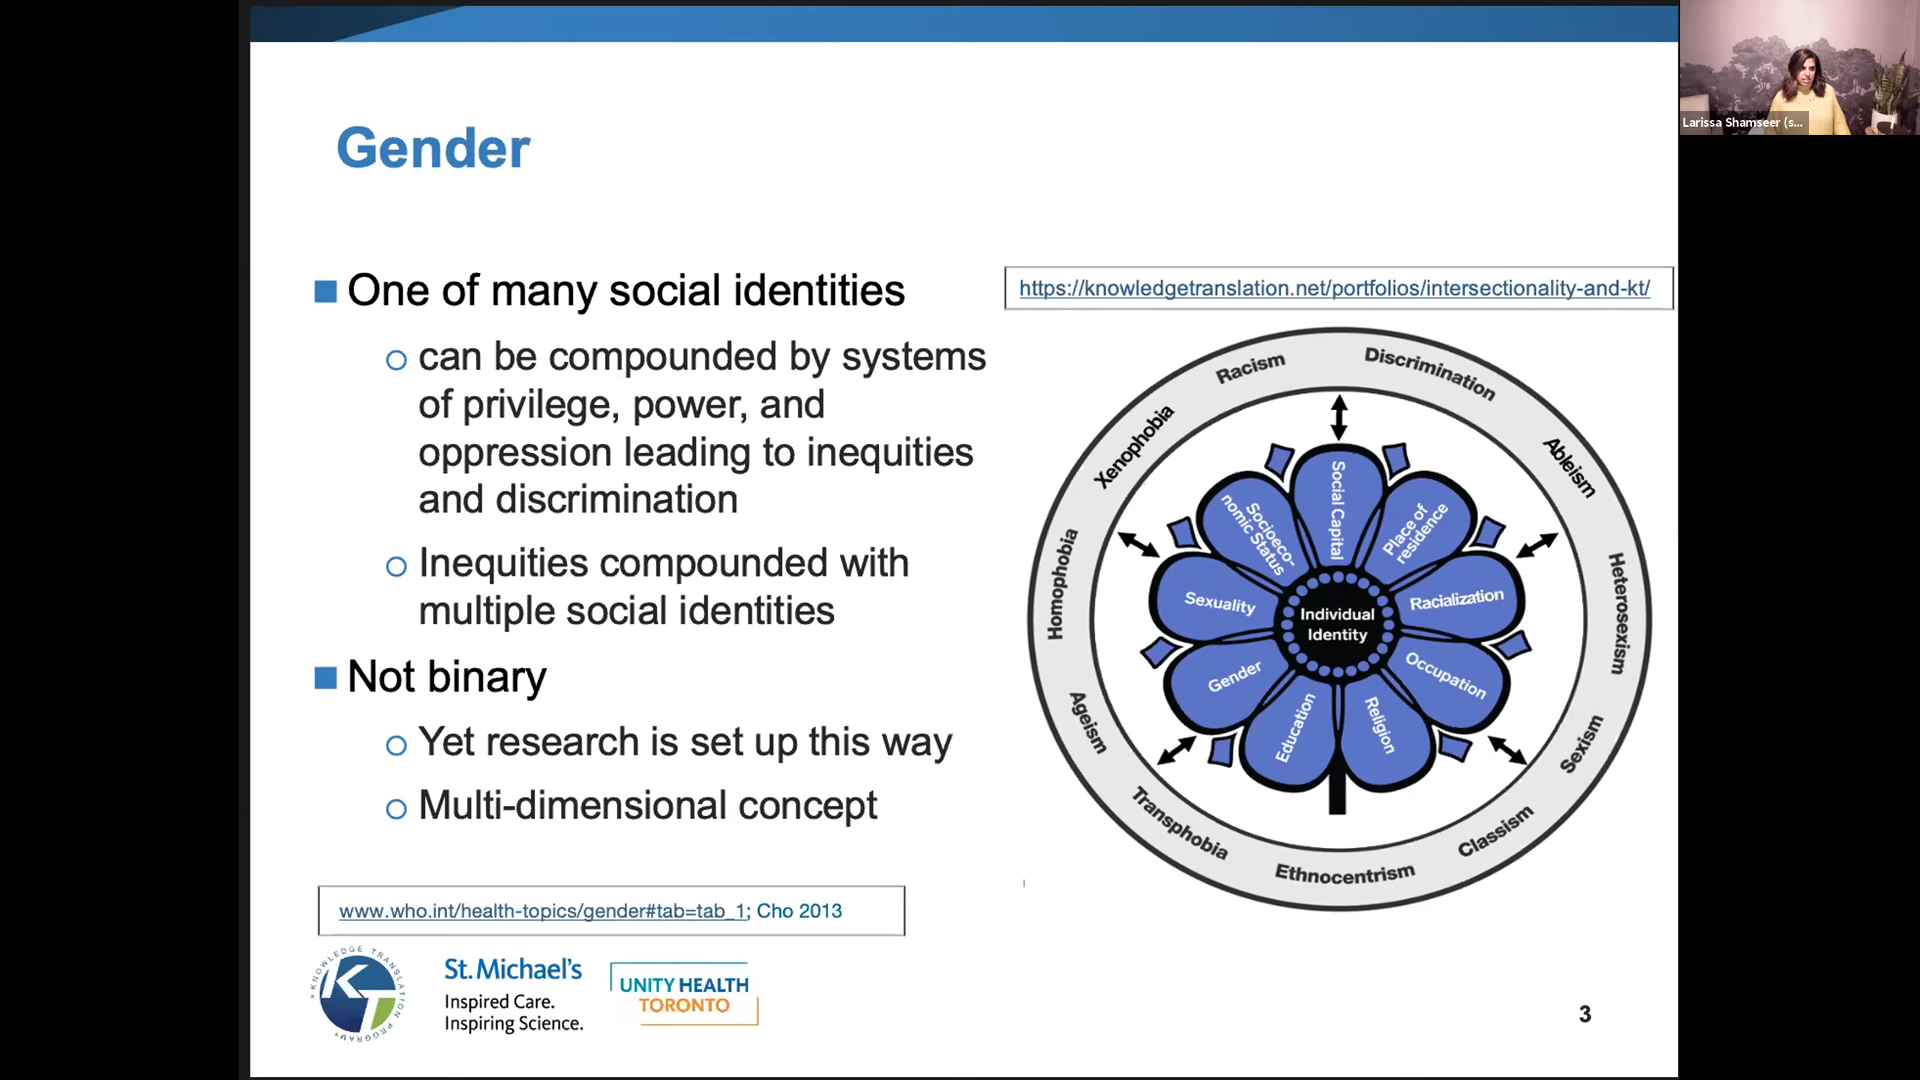 Larissa Shamseer (s...
Gender
One of many social identities
can be compounded by systems
of privilege, power, and
oppression leading to inequities
and discrimination
Inequities compounded with
multiple social identities
Not binary
Yet research is set up this way
Multi-dimensional concept
www.who.int/health-topics/gender#tab=tab_1; Cho 2013
https://knowledgetranslation.net/portfolios/intersectionality-and-kt/
Racism
Discrimination
Ableism
Heterosexism
Sexism
Classism
Ethnocentrism
Transphobia
Ageism
Homophobia
Xenophobia
Social Capital
Place of
residence
Racialization
Occupation
Religion
Education
Gender
Sexuality
Socioeco-
nomic Status
Individual
Identity
KNOWLEDGE TRANSLATION PROGRAM
KT
St. Michael's
Inspired Care.
Inspiring Science.
UNITY HEALTH
TORONTO
3